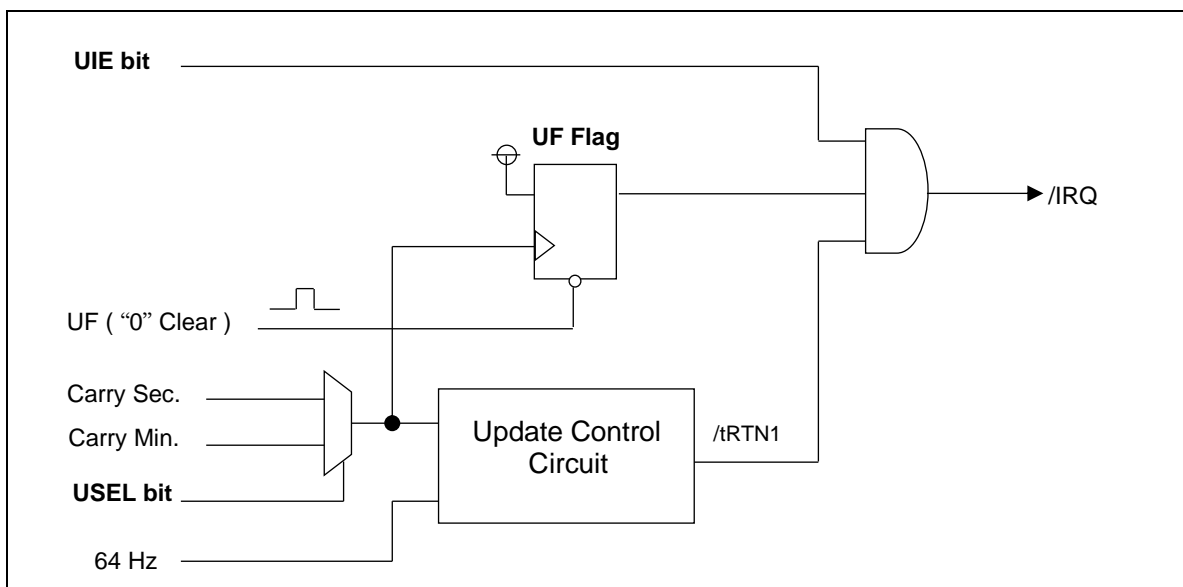 UIE bit
UF Flag
/IRQ
UF ( “0” Clear )
Carry Sec.
Carry Min.
USEL bit
64 Hz
Update Control
Circuit
/tRTN1